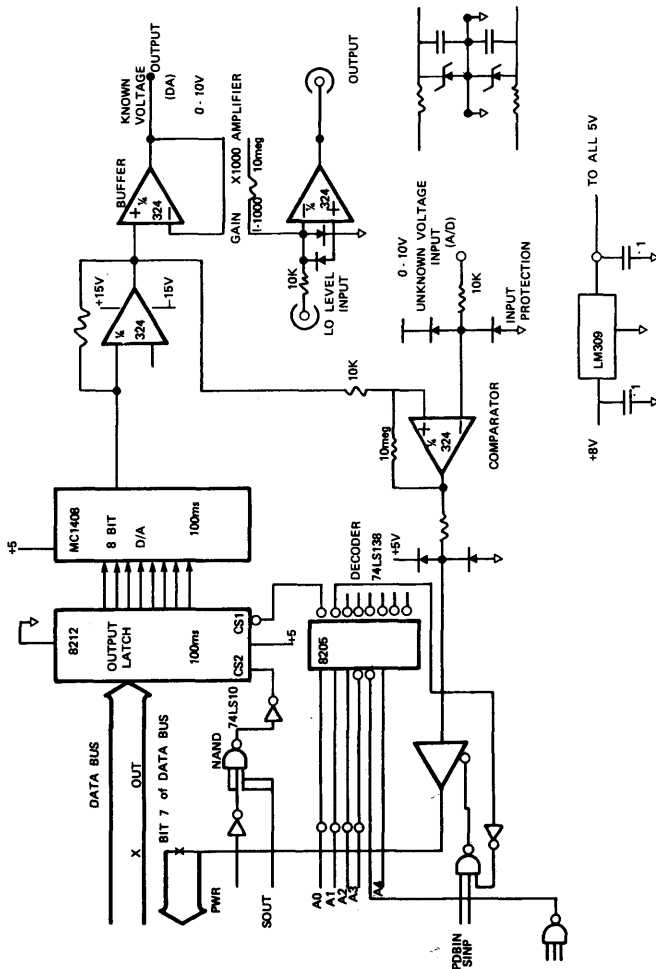 KNOWN
VOLTAGE
OUTPUT
(DA)
0 - 10V
BUFFER
+
¼
324
—
+15V
¼
324
-15V
GAIN X1000 AMPLIFIER
I-1000
10meg
OUTPUT
—
¼
324
+
10K
LO LEVEL
INPUT
+5
MC1408
8 BIT
D/A
100ms
8212
OUTPUT
LATCH
100ms
CS1
CS2
+5
DATA BUS
X OUT
BIT 7 of DATA BUS
X
74LS10
NAND
PWR
SOUT
10K
10meg
+
¼
324
—
COMPARATOR
0 - 10V
UNKNOWN VOLTAGE
INPUT
(A/D)
10K
INPUT
PROTECTION
DECODER
74LS138
+5V
8205
A0
A1
A2
A3
A4
PDBIN
SINP
+8V
.1
LM309
.1
TO ALL 5V